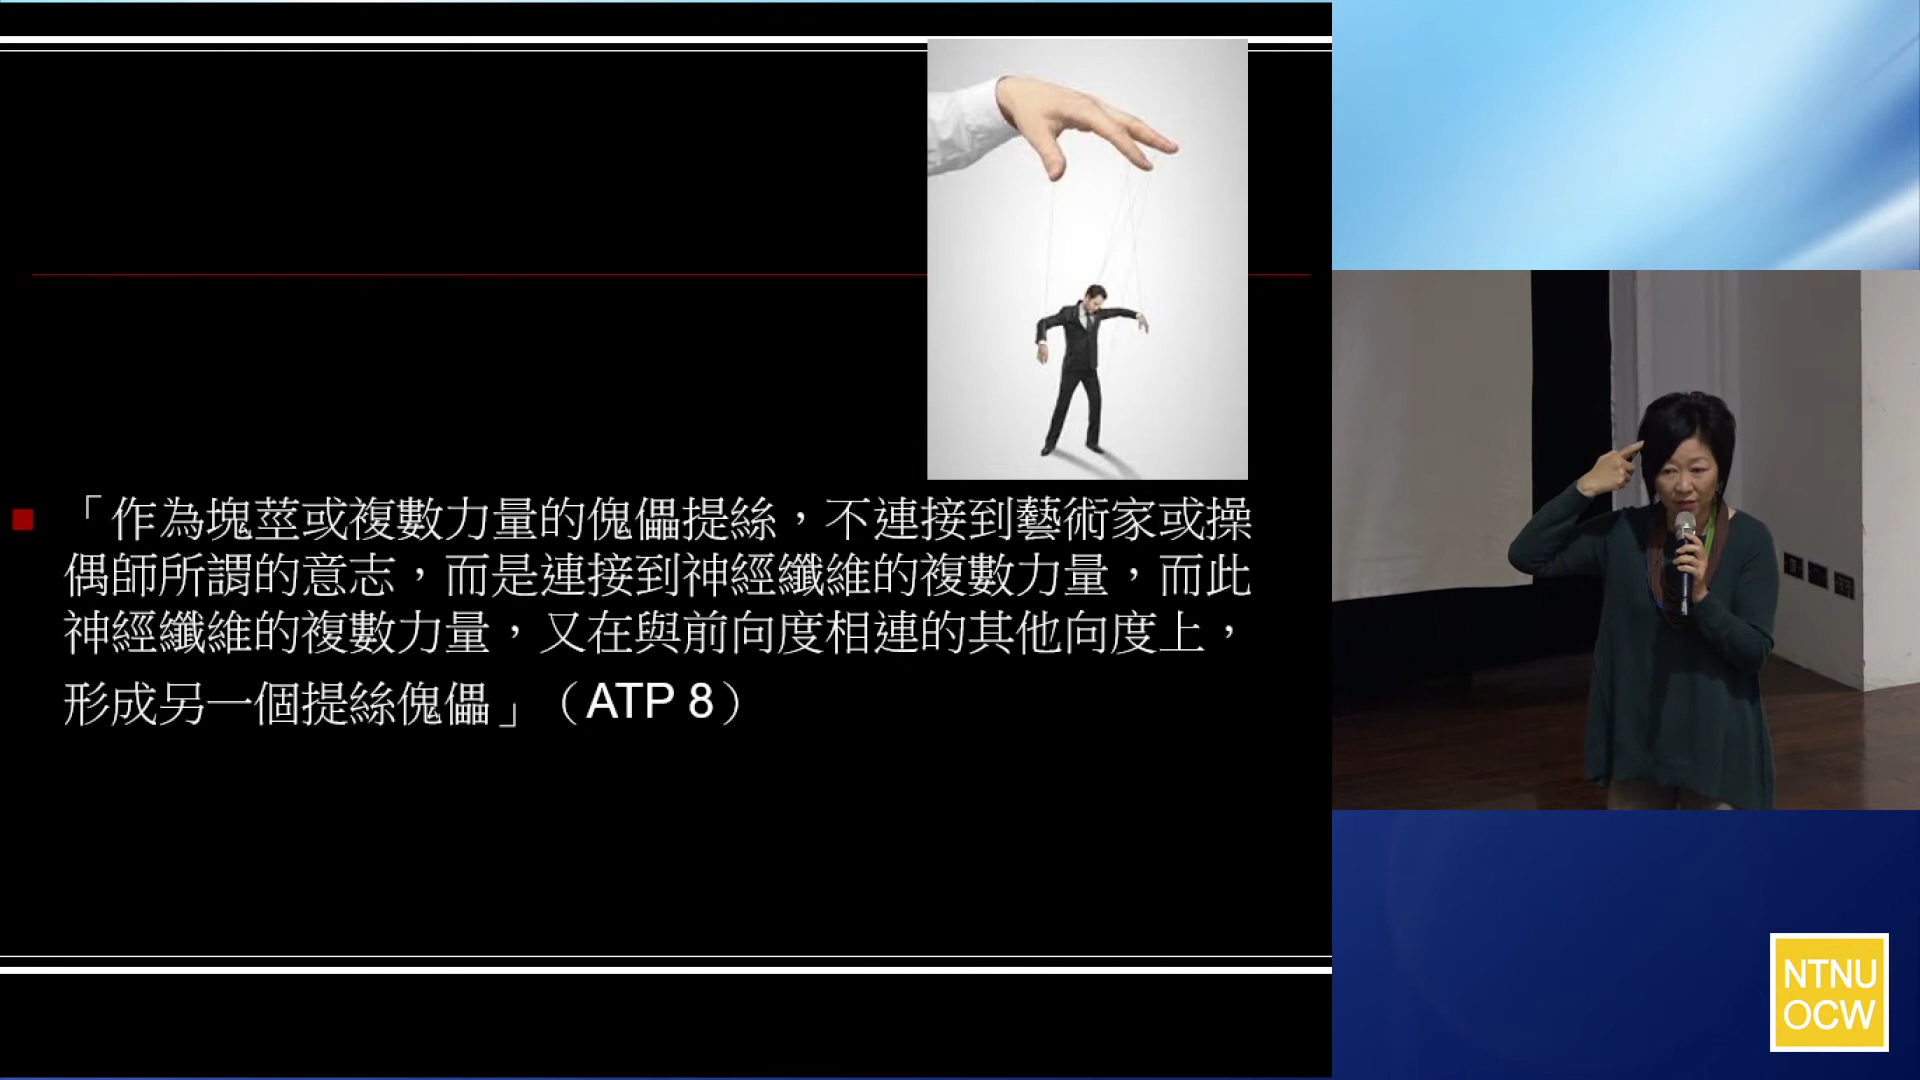 「作為塊莖或複數力量的傀儡提絲，不連接到藝術家或操
偶師所謂的意志，而是連接到神經纖維的複數力量，而此
神經纖維的複數力量，又在與前向度相連的其他向度上，
形成另一個提絲傀儡」（ATP 8）
NTNU
OCW